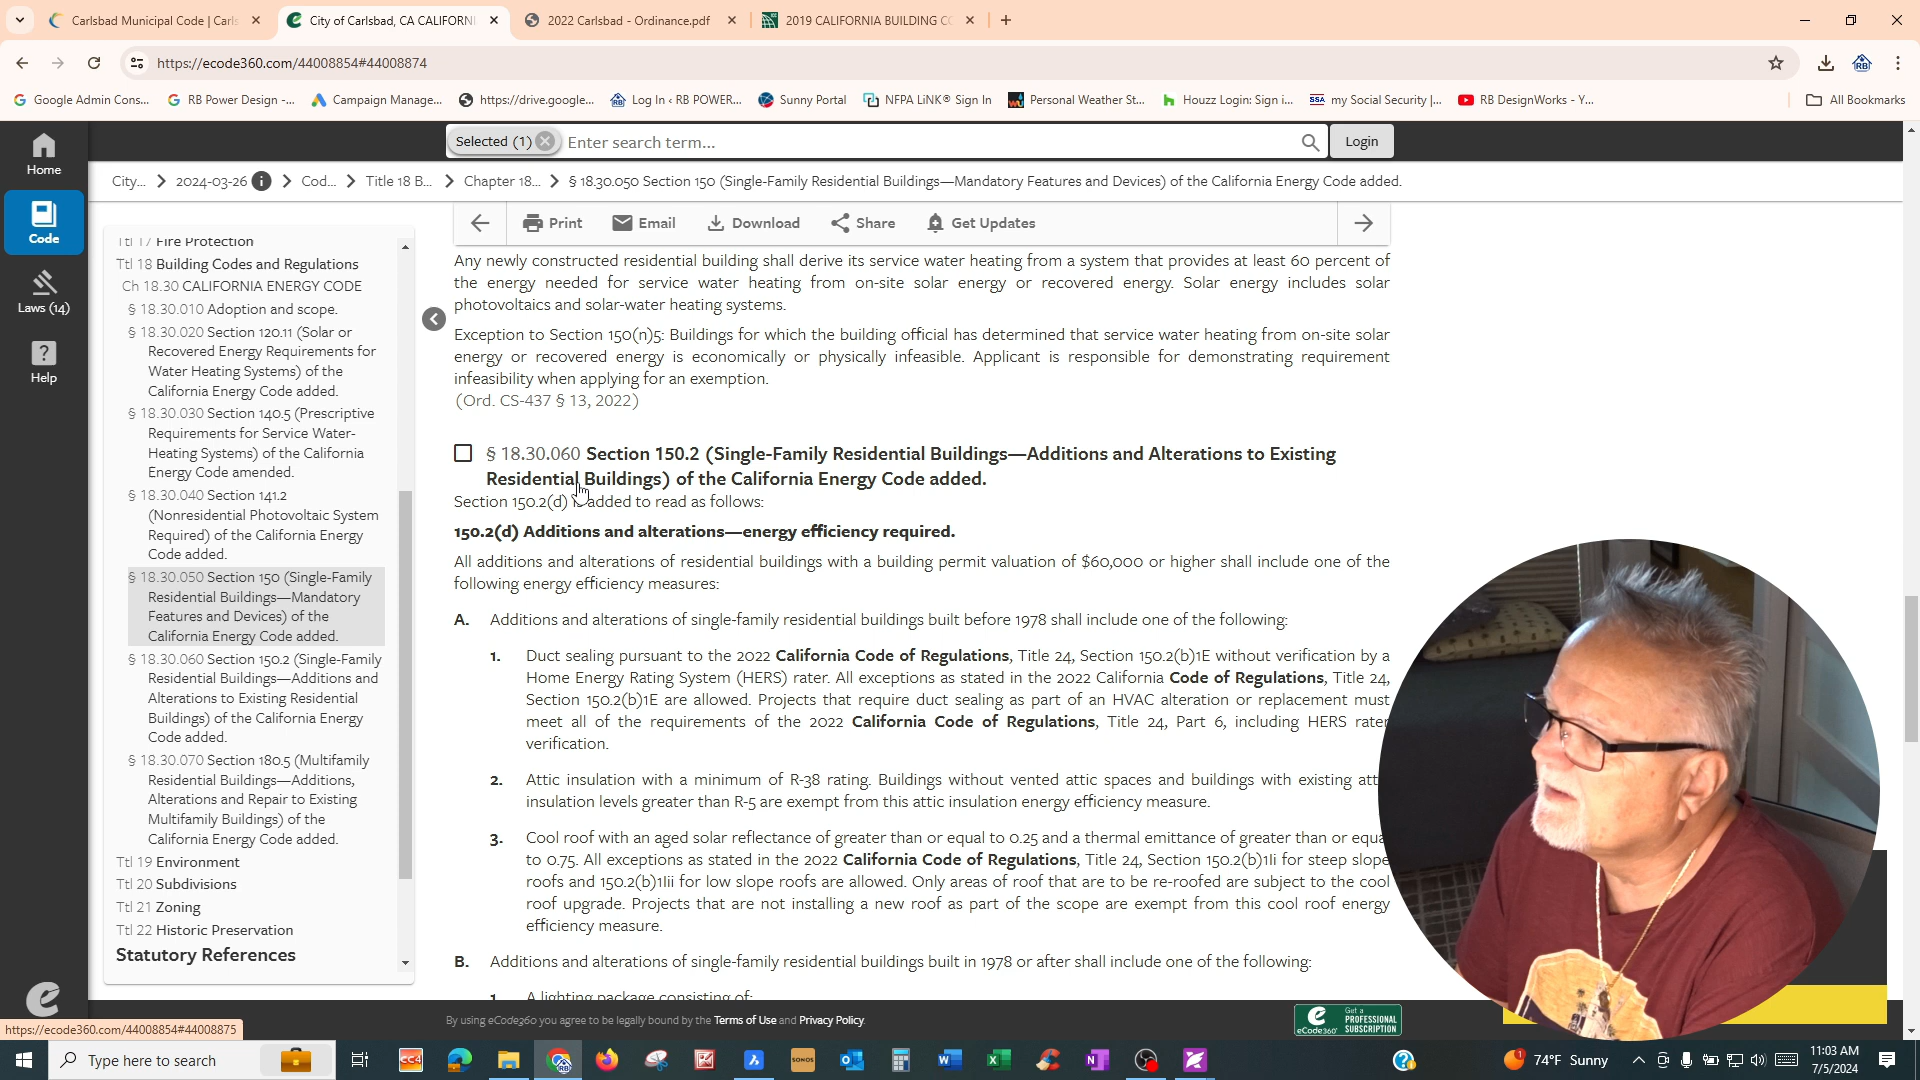 Carlsbad Municipal Code | Carls
City of Carlsbad, CA CALIFORNI
2022 Carlsbad - Ordinance.pdf
2019 CALIFORNIA BUILDING CO
https://ecode360.com/44008854#44008874
Google Admin Cons...
RB Power Design -...
Campaign Manage...
https://drive.google...
Log In ‹ RB POWER...
Sunny Portal
NFPA LiNK® Sign In
Personal Weather St...
Houzz Login: Sign i...
SSA my Social Security |...
RB DesignWorks - Y...
All Bookmarks
Home
Code
Laws (14)
Help
Selected (1)
Enter search term...
Login
City... > 2024-03-26 > Cod... > Title 18 B... > Chapter 18... > § 18.30.050 Section 150 (Single-Family Residential Buildings—Mandatory Features and Devices) of the California Energy Code added.
Print
Email
Download
Share
Get Updates
Ttl 17 Fire Protection
Ttl 18 Building Codes and Regulations
Ch 18.30 CALIFORNIA ENERGY CODE
§ 18.30.010 Adoption and scope.
§ 18.30.020 Section 120.11 (Solar or
Recovered Energy Requirements for
Water Heating Systems) of the
California Energy Code added.
§ 18.30.030 Section 140.5 (Prescriptive
Requirements for Service Water-
Heating Systems) of the California
Energy Code amended.
§ 18.30.040 Section 141.2
(Nonresidential Photovoltaic System
Required) of the California Energy
Code added.
§ 18.30.050 Section 150 (Single-Family
Residential Buildings—Mandatory
Features and Devices) of the
California Energy Code added.
§ 18.30.060 Section 150.2 (Single-Family
Residential Buildings—Additions and
Alterations to Existing Residential
Buildings) of the California Energy
Code added.
§ 18.30.070 Section 180.5 (Multifamily
Residential Buildings—Additions,
Alterations and Repair to Existing
Multifamily Buildings) of the
California Energy Code added.
Ttl 19 Environment
Ttl 20 Subdivisions
Ttl 21 Zoning
Ttl 22 Historic Preservation
Statutory References
Any newly constructed residential building shall derive its service water heating from a system that provides at least 60 percent of
the energy needed for service water heating from on-site solar energy or recovered energy. Solar energy includes solar
photovoltaics and solar-water heating systems.
Exception to Section 150(n)5: Buildings for which the building official has determined that service water heating from on-site solar
energy or recovered energy is economically or physically infeasible. Applicant is responsible for demonstrating requirement
infeasibility when applying for an exemption.
(Ord. CS-437 § 13, 2022)
§ 18.30.060 Section 150.2 (Single-Family Residential Buildings—Additions and Alterations to Existing
Residential Buildings) of the California Energy Code added.
Section 150.2(d) is added to read as follows:
150.2(d) Additions and alterations—energy efficiency required.
All additions and alterations of residential buildings with a building permit valuation of $60,000 or higher shall include one of the
following energy efficiency measures:
A. Additions and alterations of single-family residential buildings built before 1978 shall include one of the following:
1. Duct sealing pursuant to the 2022 California Code of Regulations, Title 24, Section 150.2(b)1E without verification by a
Home Energy Rating System (HERS) rater. All exceptions as stated in the 2022 California Code of Regulations, Title 24,
Section 150.2(b)1E are allowed. Projects that require duct sealing as part of an HVAC alteration or replacement must
meet all of the requirements of the 2022 California Code of Regulations, Title 24, Part 6, including HERS rater
verification.
2. Attic insulation with a minimum of R-38 rating. Buildings without vented attic spaces and buildings with existing att
insulation levels greater than R-5 are exempt from this attic insulation energy efficiency measure.
3. Cool roof with an aged solar reflectance of greater than or equal to 0.25 and a thermal emittance of greater than or equa
to 0.75. All exceptions as stated in the 2022 California Code of Regulations, Title 24, Section 150.2(b)1Ii for steep slope
roofs and 150.2(b)1Iii for low slope roofs are allowed. Only areas of roof that are to be re-roofed are subject to the cool
roof upgrade. Projects that are not installing a new roof as part of the scope are exempt from this cool roof energy
efficiency measure.
B. Additions and alterations of single-family residential buildings built in 1978 or after shall include one of the following:
1. A lighting package consisting of:
By using eCode360 you agree to be legally bound by the Terms of Use and Privacy Policy.
eCode360
Get a
PROFESSIONAL
SUBSCRIPTION
https://ecode360.com/44008854#44008875
Type here to search
CC4
SONOS
74°F Sunny
11:03 AM
7/5/2024